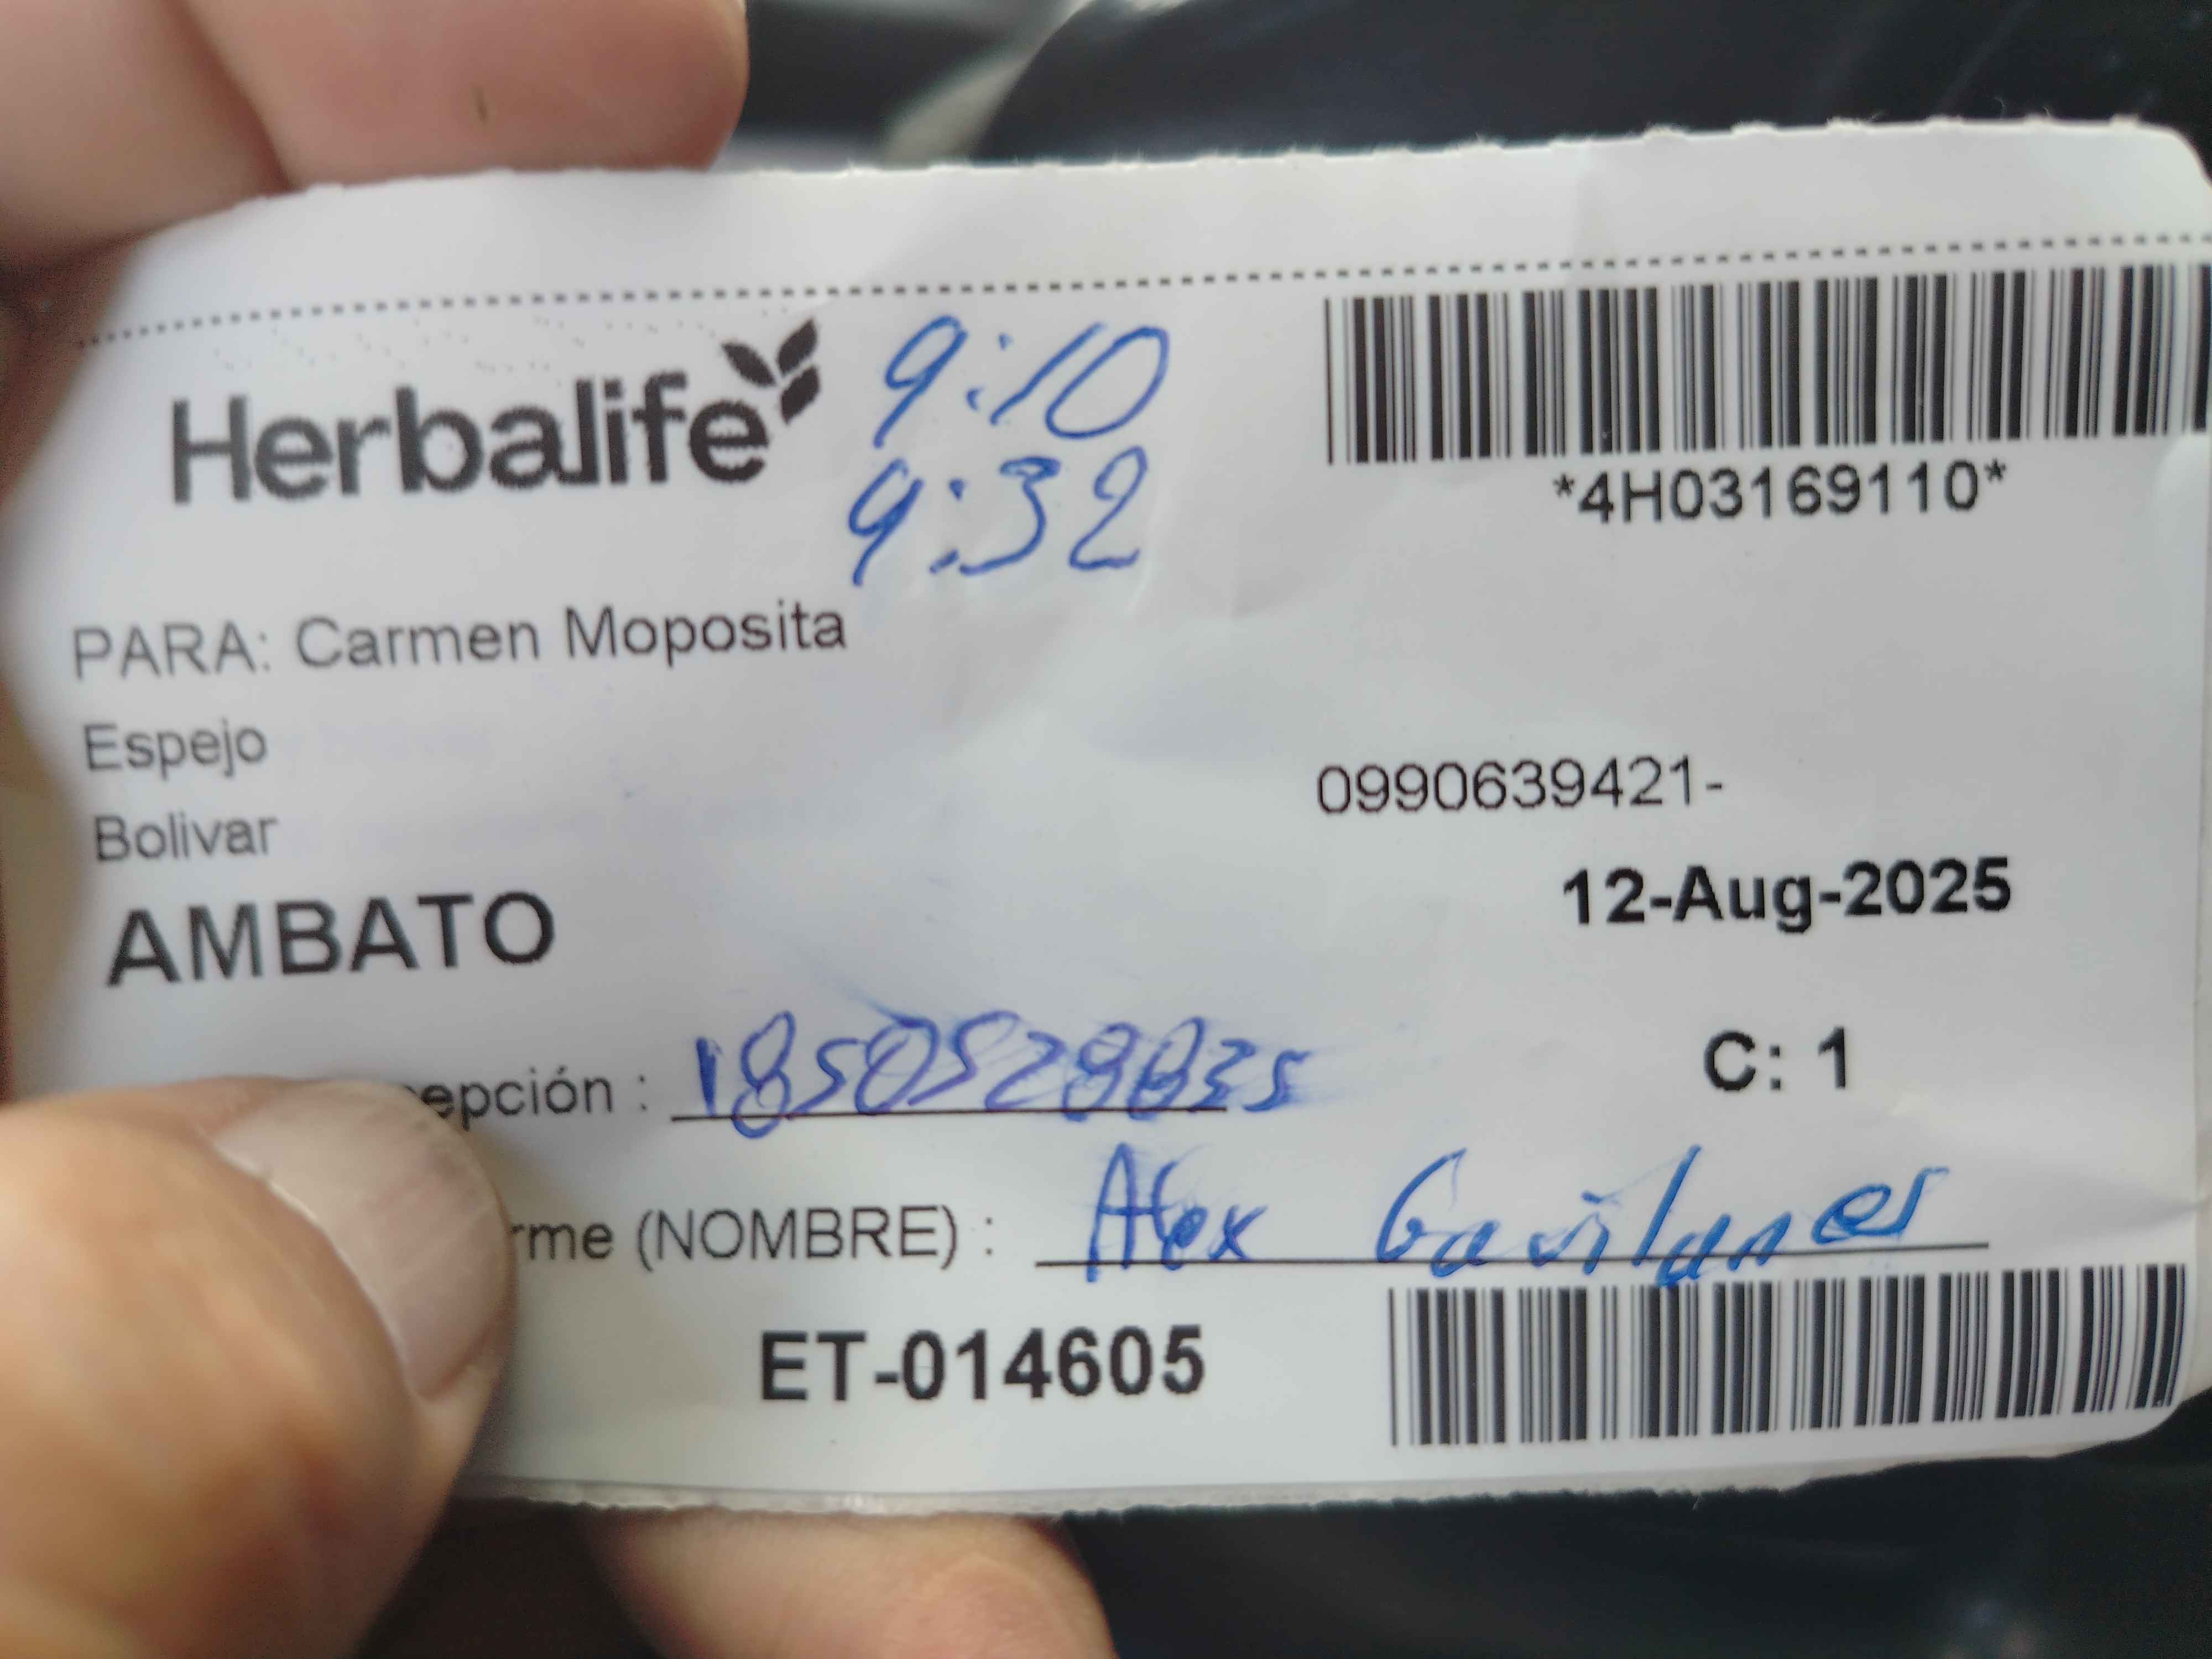 Herbalife
9:10
9:32
*4H03169110*
PARA: Carmen Moposita
Espejo
0990639421-
Bolivar
12-Aug-2025
AMBATO
C: 1
epción :
rme (NOMBRE) : Alex Gavilanes
ET-014605